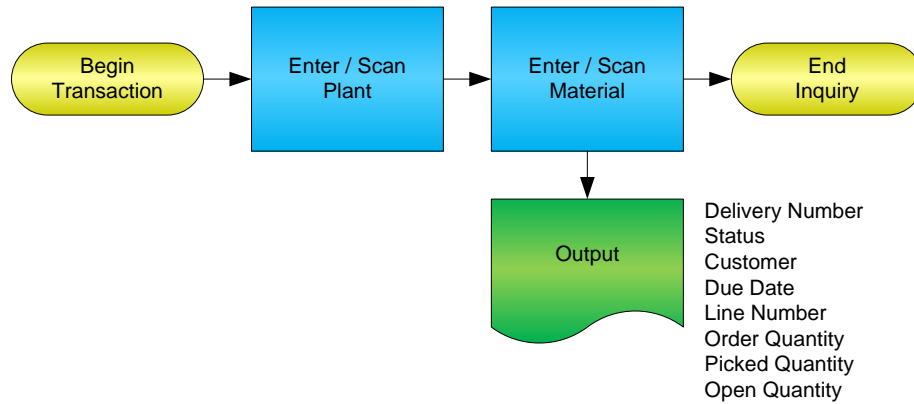 Begin
Transaction
Enter / Scan
Plant
Enter / Scan
Material
End
Inquiry
Output
Delivery Number
Status
Customer
Due Date
Line Number
Order Quantity
Picked Quantity
Open Quantity